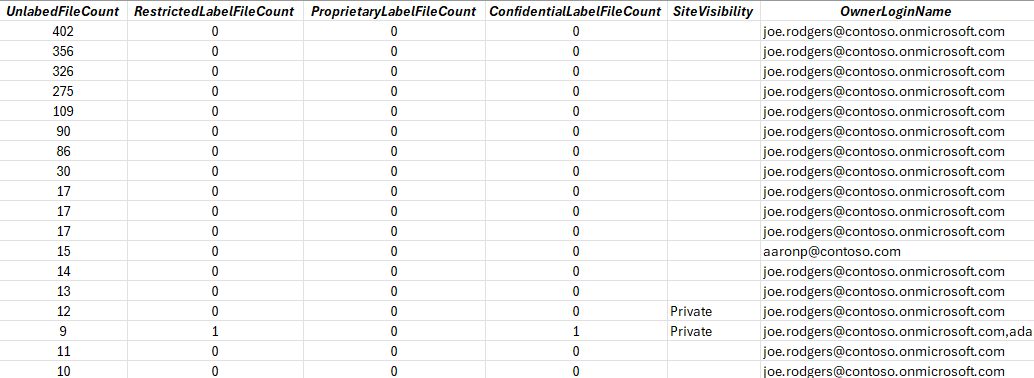 UnlabedFileCount RestrictedLabelFileCount ProprietaryLabelFileCount ConfidentialLabelFileCount SiteVisibility OwnerLoginName
402 0 0 0 joe.rodgers@contoso.onmicrosoft.com
356 0 0 0 joe.rodgers@contoso.onmicrosoft.com
326 0 0 0 joe.rodgers@contoso.onmicrosoft.com
275 0 0 0 joe.rodgers@contoso.onmicrosoft.com
109 0 0 0 joe.rodgers@contoso.onmicrosoft.com
90 0 0 0 joe.rodgers@contoso.onmicrosoft.com
86 0 0 0 joe.rodgers@contoso.onmicrosoft.com
30 0 0 0 joe.rodgers@contoso.onmicrosoft.com
17 0 0 0 joe.rodgers@contoso.onmicrosoft.com
17 0 0 0 joe.rodgers@contoso.onmicrosoft.com
17 0 0 0 joe.rodgers@contoso.onmicrosoft.com
15 0 0 0 aaronp@contoso.com
14 0 0 0 joe.rodgers@contoso.onmicrosoft.com
13 0 0 0 joe.rodgers@contoso.onmicrosoft.com
12 0 0 0 Private joe.rodgers@contoso.onmicrosoft.com
9 1 0 1 Private joe.rodgers@contoso.onmicrosoft.com,ada
11 0 0 0 joe.rodgers@contoso.onmicrosoft.com
10 0 0 0 joe.rodgers@contoso.onmicrosoft.com